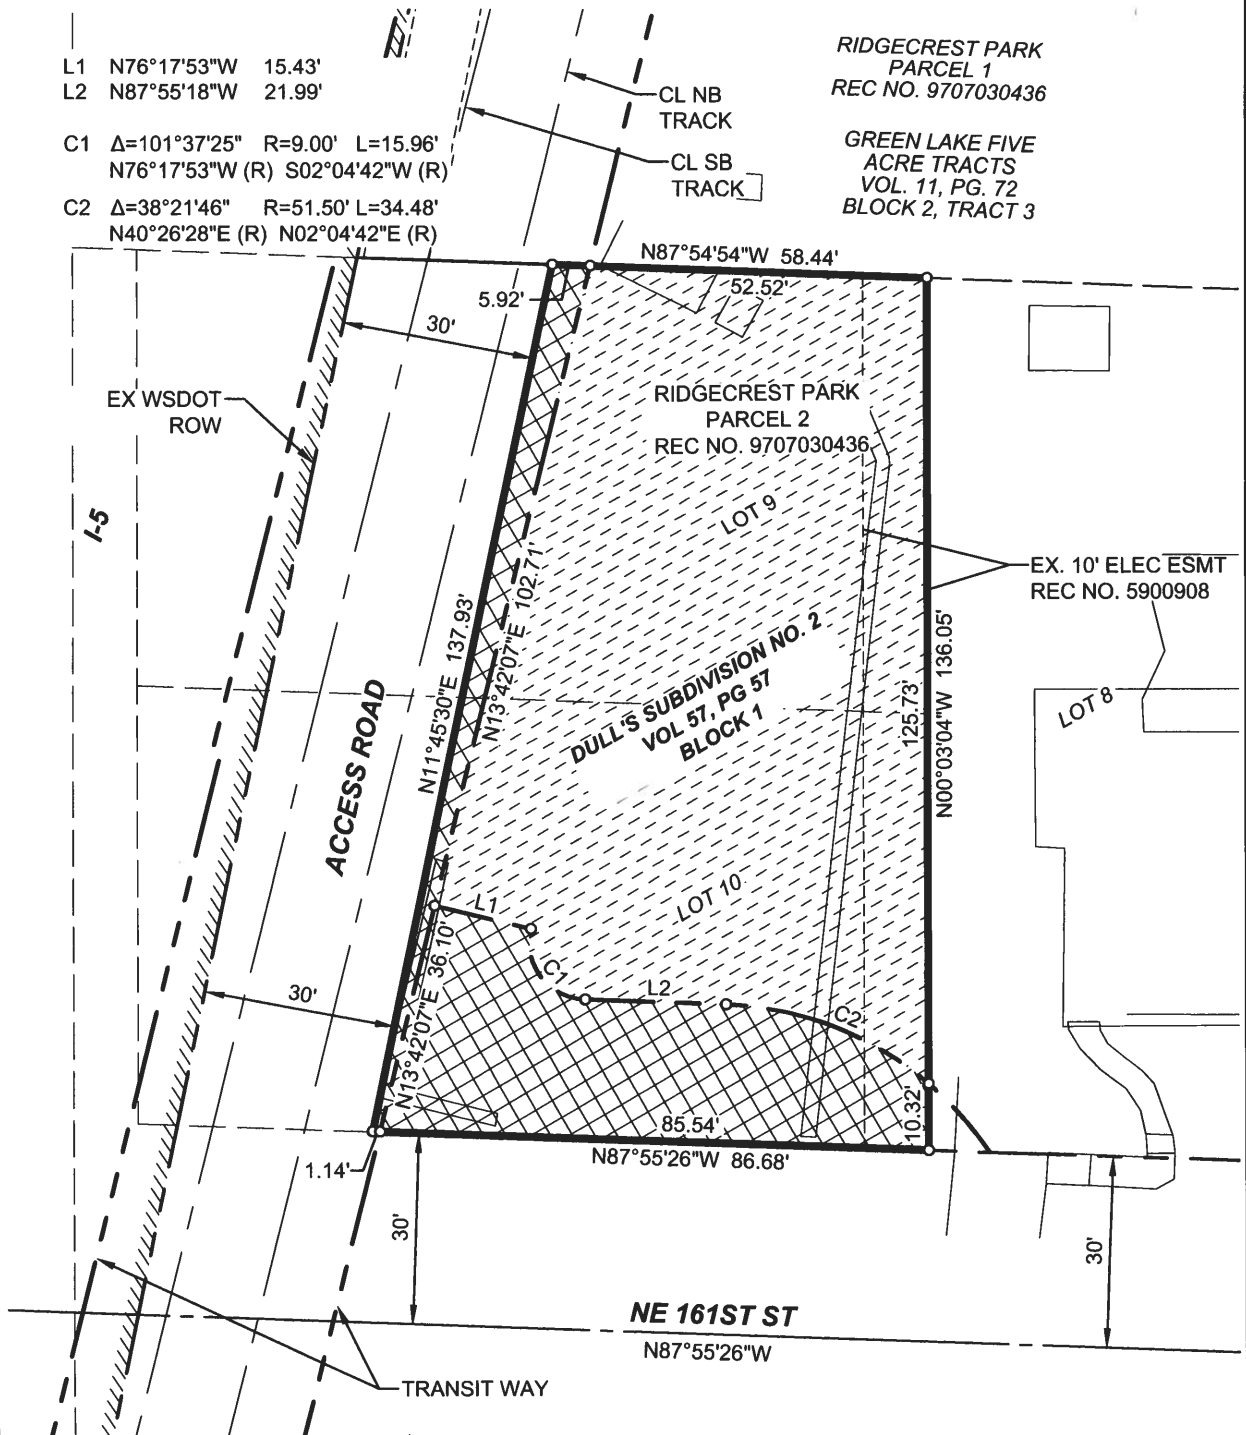 L1 N76°17'53"W 15.43'
L2 N87°55'18"W 21.99'
C1 Δ=101°37'25" R=9.00' L=15.96'
N76°17'53"W (R) S02°04'42"W (R)
C2 Δ=38°21'46" R=51.50' L=34.48'
N40°26'28"E (R) N02°04'42"E (R)
CL NB
TRACK
CL SB
TRACK
RIDGECREST PARK
PARCEL 1
REC NO. 9707030436
GREEN LAKE FIVE
ACRE TRACTS
VOL. 11, PG. 72
BLOCK 2, TRACT 3
N87°54'54"W 58.44'
5.92'
52.52'
30'
EX WSDOT
ROW
RIDGECREST PARK
PARCEL 2
REC NO. 9707030436
I-5
LOT 9
EX. 10' ELEC ESMT
REC NO. 5900908
N11°45'30"E 137.93'
N13°42'07"E 102.71'
DULL'S SUBDIVISION NO. 2
VOL 57, PG 57
BLOCK 1
125.73'
N00°03'04"W 136.05'
LOT 8
ACCESS ROAD
LOT 10
L1
N13°42'07"E 36.10'
C1
L2
C2
30'
10.32'
85.54'
N87°55'26"W 86.68'
1.14'
30'
30'
NE 161ST ST
N87°55'26"W
TRANSIT WAY